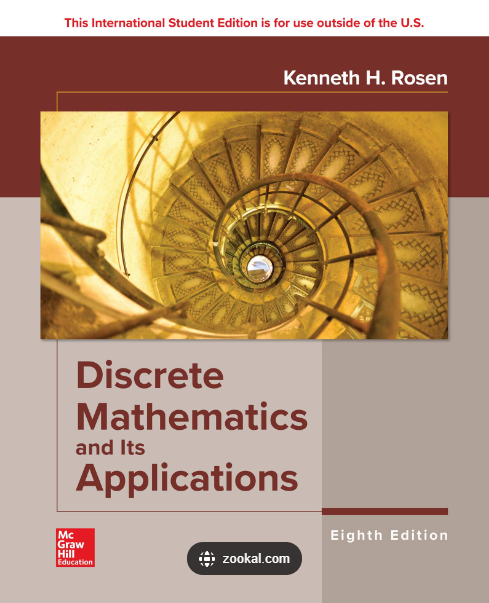 This International Student Edition is for use outside of the U.S.
Kenneth H. Rosen
Discrete
Mathematics
and Its
Applications
Eighth Edition
Mc
Graw
Hill
Education
zookal.com